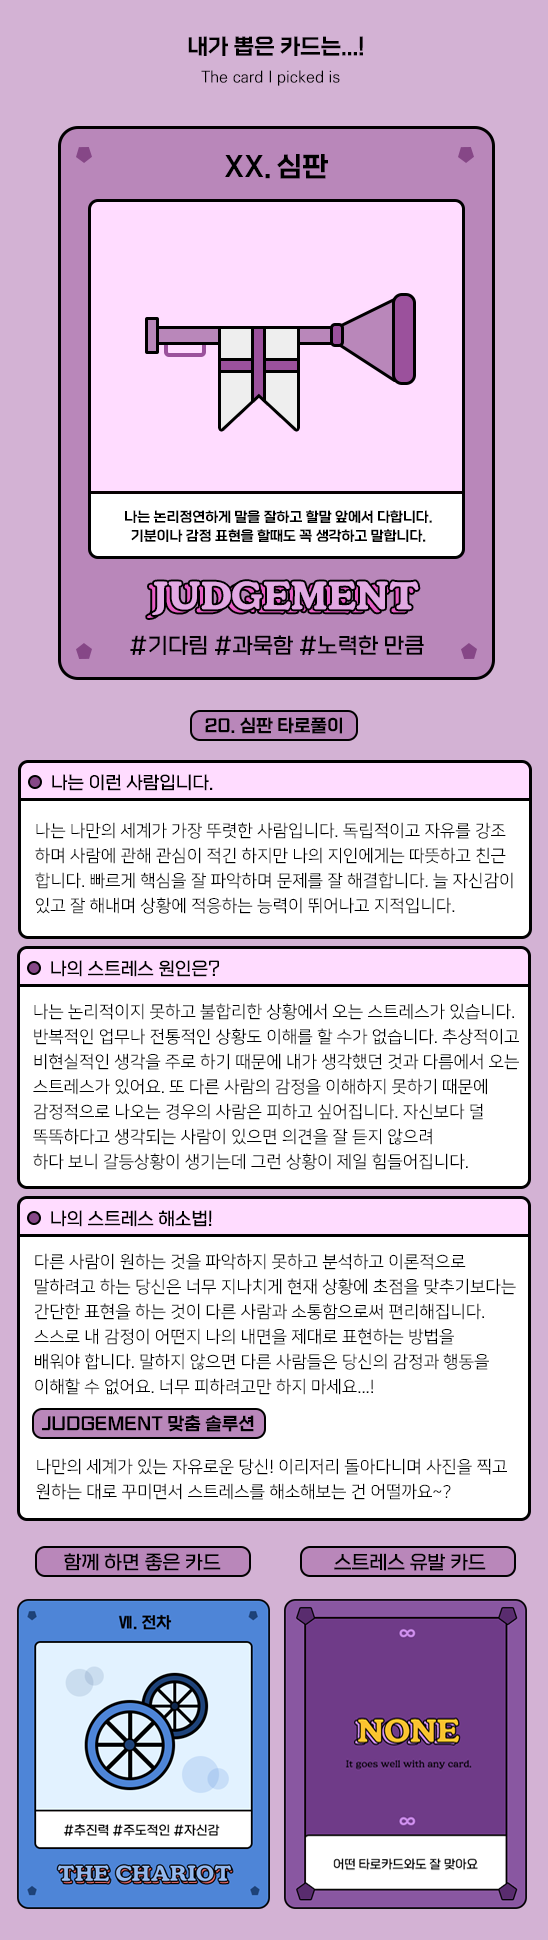 내가 뽑은 카드는...!
The card I picked is
XX. 심판
나는 논리정연하게 말을 잘하고 할말 앞에서 다합니다.
기분이나 감정 표현을 할때도 꼭 생각하고 말합니다.
JUDGEMENT
#기다림 #과묵함 #노력한 만큼
20. 심판 타로풀이
나는 이런 사람입니다.
나는 나만의 세계가 가장 뚜렷한 사람입니다. 독립적이고 자유를 강조
하며 사람에 관해 관심이 적긴 하지만 나의 지인에게는 따뜻하고 친근
합니다. 빠르게 핵심을 잘 파악하며 문제를 잘 해결합니다. 늘 자신감이
있고 잘 해내며 상황에 적응하는 능력이 뛰어나고 지적입니다.
나의 스트레스 원인은?
나는 논리적이지 못하고 불합리한 상황에서 오는 스트레스가 있습니다.
반복적인 업무나 전통적인 상황도 이해를 할 수가 없습니다. 추상적이고
비현실적인 생각을 주로 하기 때문에 내가 생각했던 것과 다름에서 오는
스트레스가 있어요. 또 다른 사람의 감정을 이해하지 못하기 때문에
감정적으로 나오는 경우의 사람은 피하고 싶어집니다. 자신보다 덜
똑똑하다고 생각되는 사람이 있으면 의견을 잘 듣지 않으려
하다 보니 갈등상황이 생기는데 그런 상황이 제일 힘들어집니다.
나의 스트레스 해소법!
다른 사람이 원하는 것을 파악하지 못하고 분석하고 이론적으로
말하려고 하는 당신은 너무 지나치게 현재 상황에 초점을 맞추기보다는
간단한 표현을 하는 것이 다른 사람과 소통함으로써 편리해집니다.
스스로 내 감정이 어떤지 나의 내면을 제대로 표현하는 방법을
배워야 합니다. 말하지 않으면 다른 사람들은 당신의 감정과 행동을
이해할 수 없어요. 너무 피하려고만 하지 마세요...!
JUDGEMENT 맞춤 솔루션
나만의 세계가 있는 자유로운 당신! 이리저리 돌아다니며 사진을 찍고
원하는 대로 꾸미면서 스트레스를 해소해보는 건 어떨까요~?
함께 하면 좋은 카드
스트레스 유발 카드
Ⅶ. 전차
#추진력 #주도적인 #자신감
THE CHARIOT
∞
NONE
It goes well with any card.
∞
어떤 타로카드와도 잘 맞아요